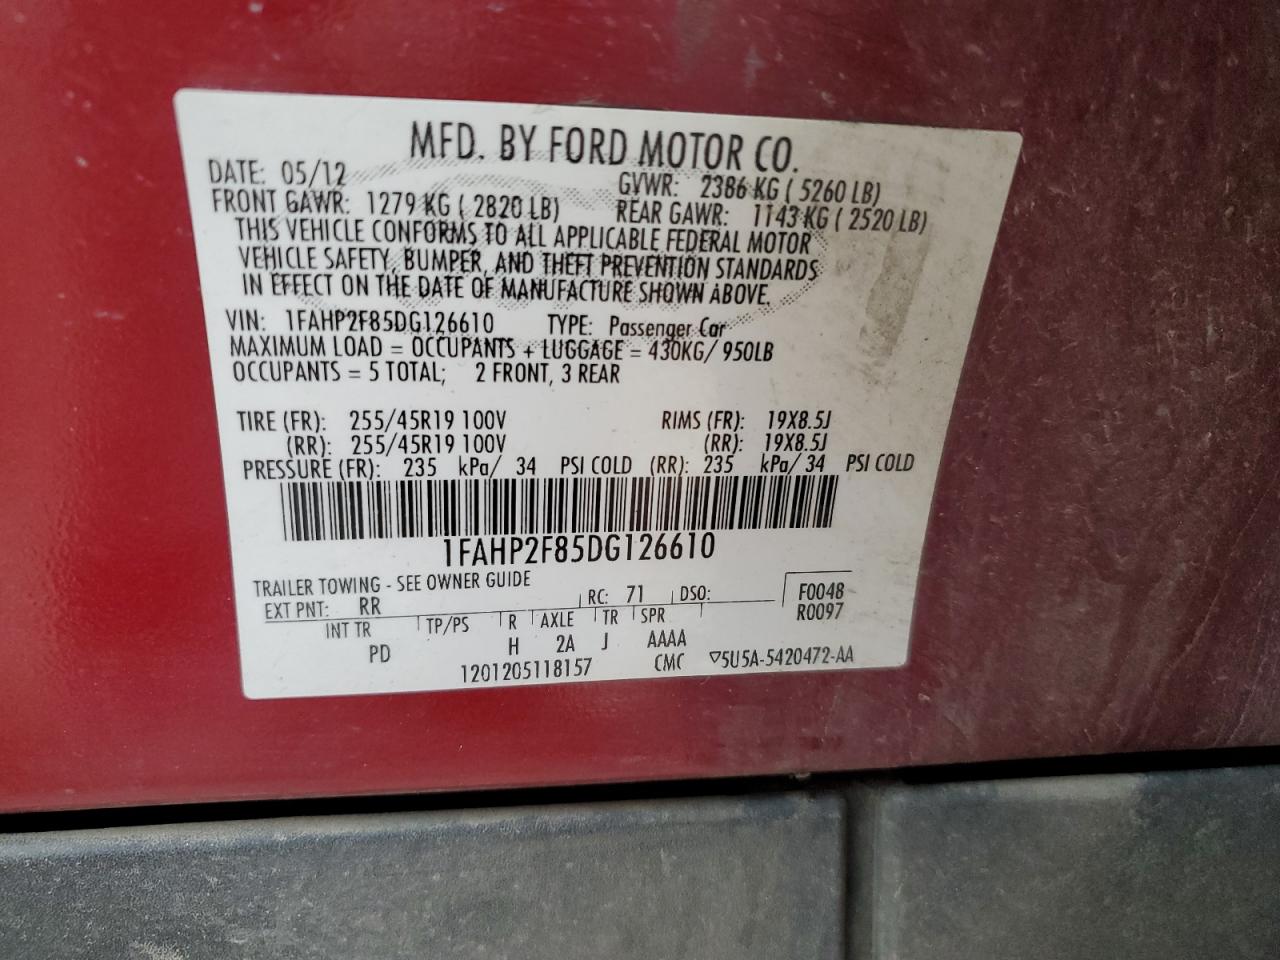 MFD. BY FORD MOTOR CO.
DATE: 05/12 GVWR: 2386 KG ( 5260 LB)
FRONT GAWR: 1279 KG ( 2820 LB) REAR GAWR: 1143 KG ( 2520 LB)
THIS VEHICLE CONFORMS TO ALL APPLICABLE FEDERAL MOTOR
VEHICLE SAFETY, BUMPER, AND THEFT PREVENTION STANDARDS
IN EFFECT ON THE DATE OF MANUFACTURE SHOWN ABOVE.
VIN: 1FAHP2F85DG126610 TYPE: Passenger Car
MAXIMUM LOAD = OCCUPANTS + LUGGAGE = 430KG/ 950LB
OCCUPANTS = 5 TOTAL; 2 FRONT, 3 REAR
TIRE (FR): 255/45R19 100V RIMS (FR): 19X8.5J
(RR): 255/45R19 100V (RR): 19X8.5J
PRESSURE (FR): 235 kPa/ 34 PSI COLD (RR): 235 kPa/ 34 PSI COLD
1FAHP2F85DG126610
TRAILER TOWING - SEE OWNER GUIDE
EXT PNT: RR RC: 71 DSO: F0048
R0097
INT TR TP/PS R AXLE TR SPR
PD H 2A J AAAA
1201205118157 CMC ▽5U5A-5420472-AA